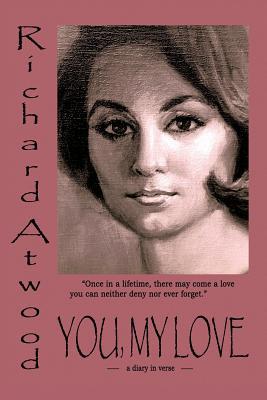 Richard Atwood
“Once in a lifetime, there may come a love
you can neither deny nor ever forget.”
YOU, MY LOVE
— a diary in verse —